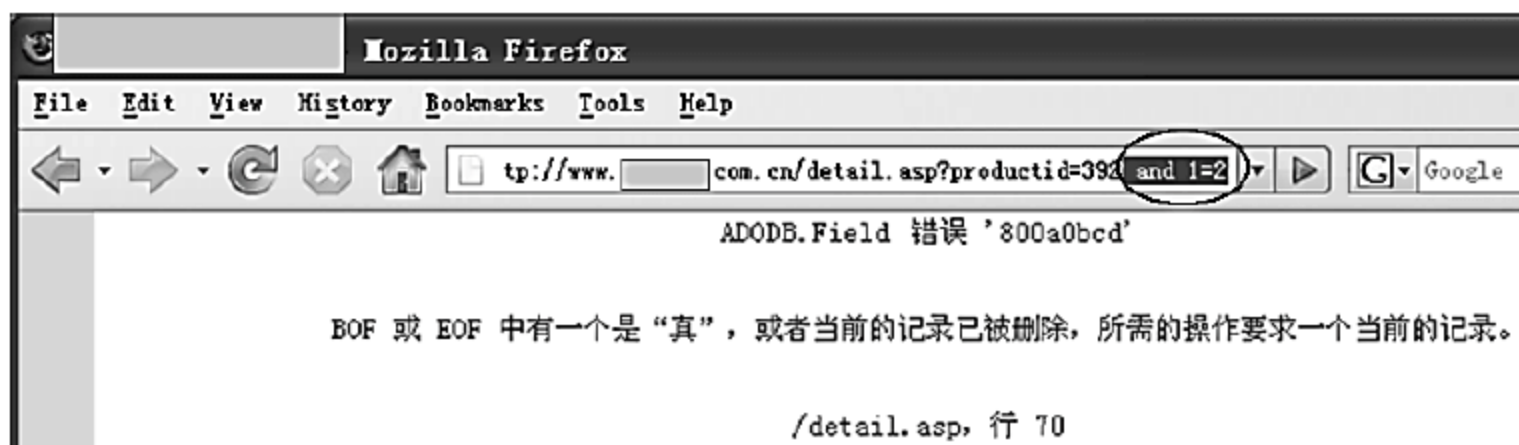 Mozilla Firefox
File Edit View History Bookmarks Tools Help
tp://www. com.cn/detail.asp?productid=392 and 1=2 G Google
ADODB.Field 错误 '800a0bcd'
BOF 或 EOF 中有一个是“真”，或者当前的记录已被删除，所需的操作要求一个当前的记录。
/detail.asp，行 70